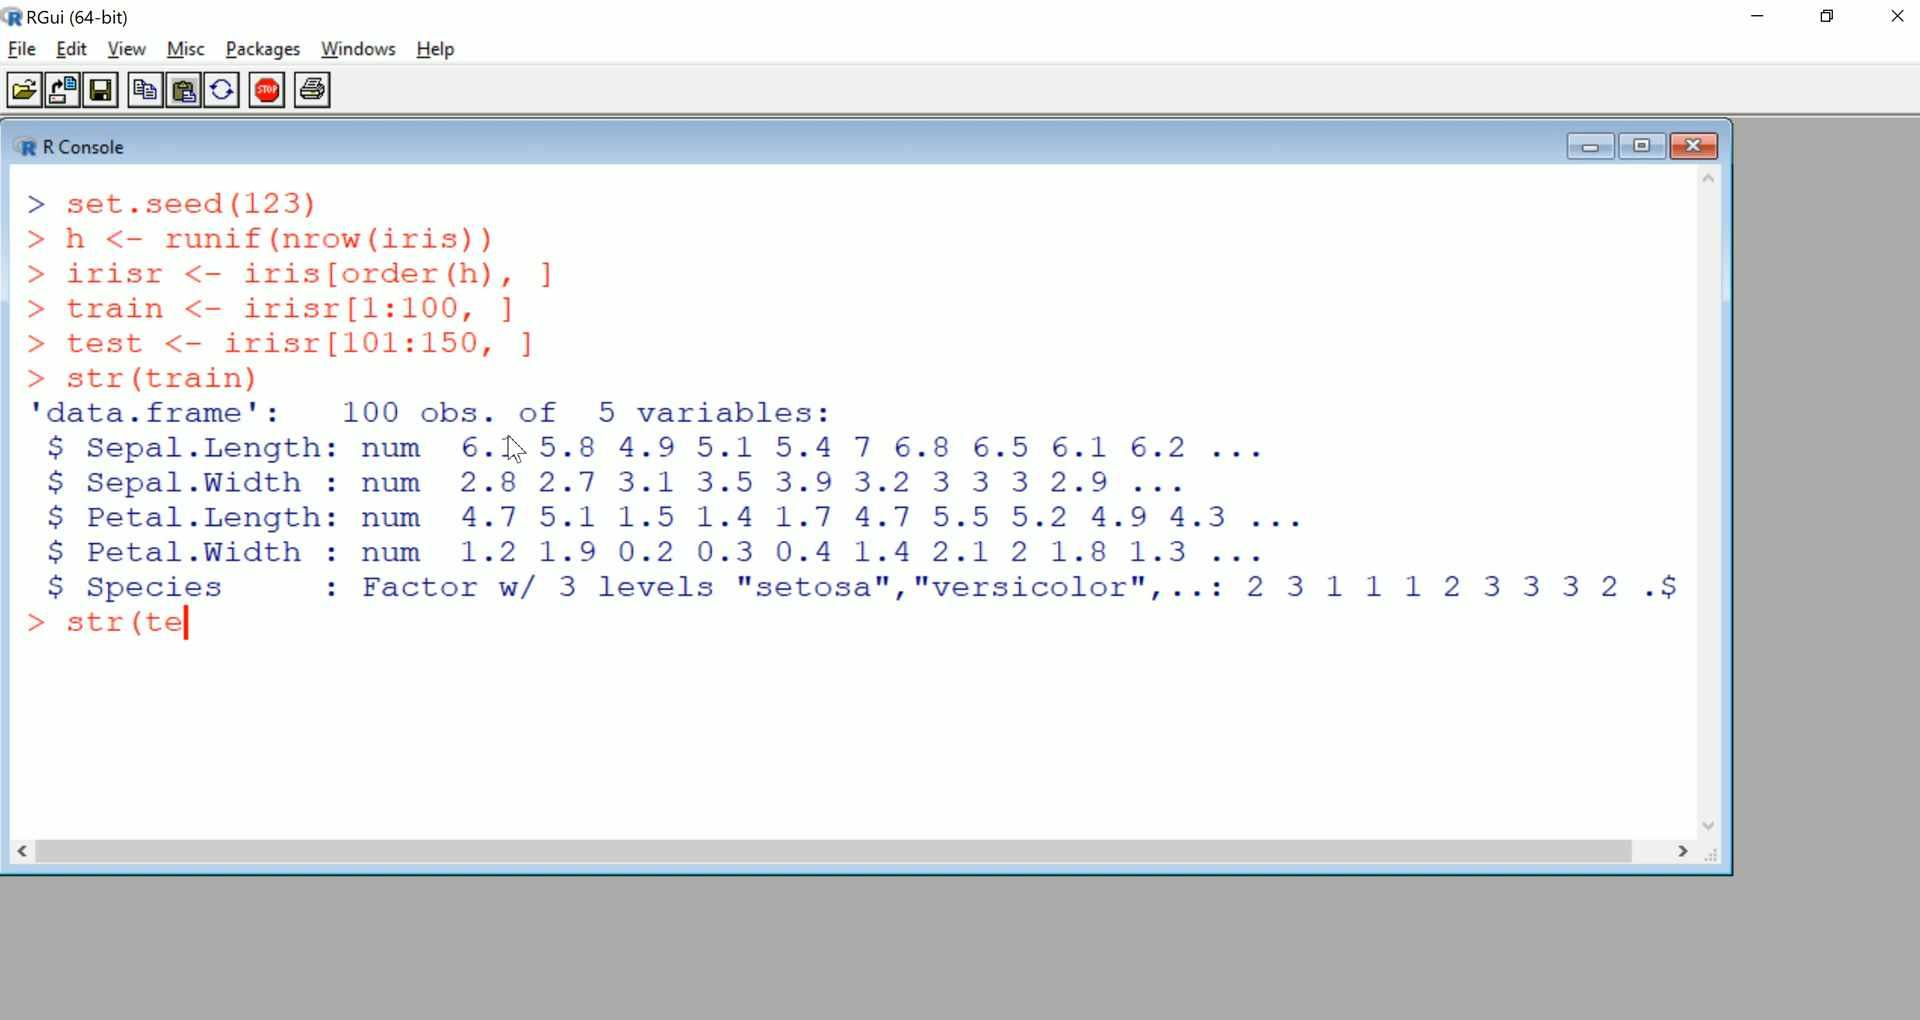 RGui (64-bit)
File Edit View Misc Packages Windows Help
STOP
R Console
> set.seed(123)
> h <- runif(nrow(iris))
> irisr <- iris[order(h), ]
> train <- irisr[1:100, ]
> test <- irisr[101:150, ]
> str(train)
'data.frame':   100 obs. of  5 variables:
 $ Sepal.Length: num  6.1 5.8 4.9 5.1 5.4 7 6.8 6.5 6.1 6.2 ...
 $ Sepal.Width : num  2.8 2.7 3.1 3.5 3.9 3.2 3 3 3 2.9 ...
 $ Petal.Length: num  4.7 5.1 1.5 1.4 1.7 4.7 5.5 5.2 4.9 4.3 ...
 $ Petal.Width : num  1.2 1.9 0.2 0.3 0.4 1.4 2.1 2 1.8 1.3 ...
 $ Species     : Factor w/ 3 levels "setosa","versicolor",..: 2 3 1 1 1 2 3 3 3 2 .$
> str(te